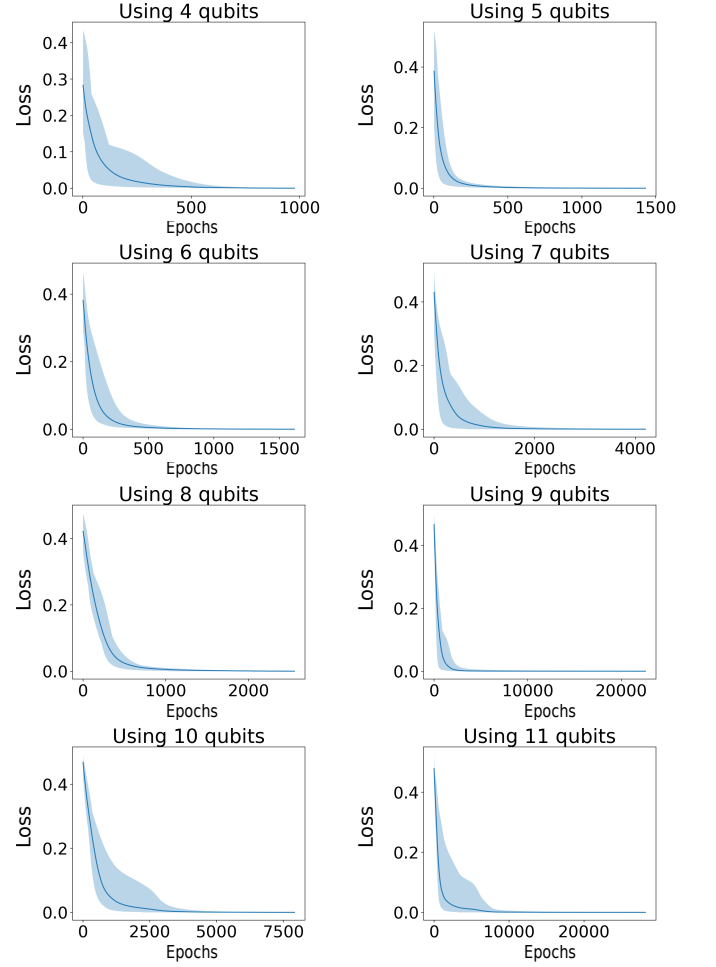 Using 4 qubits
Loss
0.4
0.3
0.2
0.1
0.0
0
500
1000
Epochs
Using 5 qubits
Loss
0.4
0.2
0.0
0
500
1000
1500
Epochs
Using 6 qubits
Loss
0.4
0.2
0.0
0
500
1000
1500
Epochs
Using 7 qubits
Loss
0.4
0.2
0.0
0
2000
4000
Epochs
Using 8 qubits
Loss
0.4
0.2
0.0
0
1000
2000
Epochs
Using 9 qubits
Loss
0.4
0.2
0.0
0
10000
20000
Epochs
Using 10 qubits
Loss
0.4
0.2
0.0
0
2500
5000
7500
Epochs
Using 11 qubits
Loss
0.4
0.2
0.0
0
10000
20000
Epochs